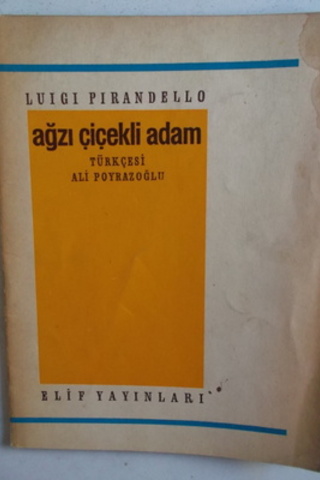 LUIGI PIRANDELLO
ağzı çiçekli adam
TÜRKÇESİ
ALİ POYRAZOĞLU
ELİF YAYINLARI